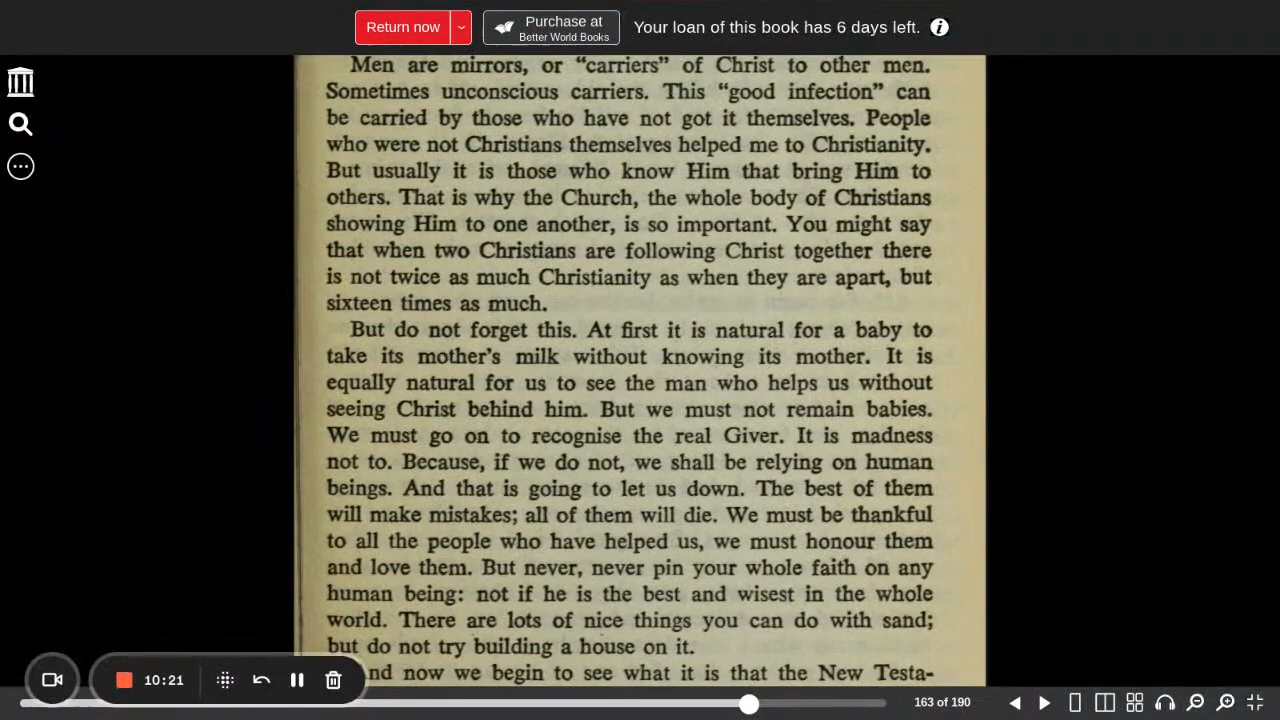 Return now
Purchase at
Better World Books
Your loan of this book has 6 days left.
Men are mirrors, or “carriers” of Christ to other men.
Sometimes unconscious carriers. This “good infection” can
be carried by those who have not got it themselves. People
who were not Christians themselves helped me to Christianity.
But usually it is those who know Him that bring Him to
others. That is why the Church, the whole body of Christians
showing Him to one another, is so important. You might say
that when two Christians are following Christ together there
is not twice as much Christianity as when they are apart, but
sixteen times as much.
But do not forget this. At first it is natural for a baby to
take its mother’s milk without knowing its mother. It is
equally natural for us to see the man who helps us without
seeing Christ behind him. But we must not remain babies.
We must go on to recognise the real Giver. It is madness
not to. Because, if we do not, we shall be relying on human
beings. And that is going to let us down. The best of them
will make mistakes; all of them will die. We must be thankful
to all the people who have helped us, we must honour them
and love them. But never, never pin your whole faith on any
human being: not if he is the best and wisest in the whole
world. There are lots of nice things you can do with sand;
but do not try building a house on it.
nd now we begin to see what it is that the New Testa-
10:21
163 of 190